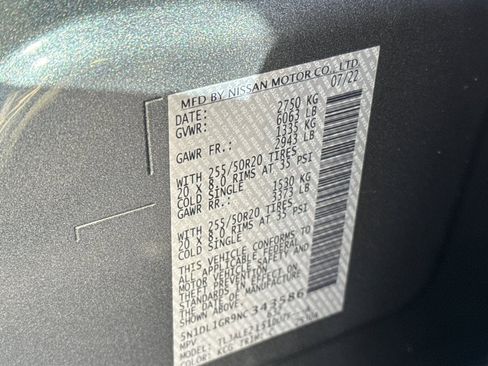 MFD BY NISSAN MOTOR CO., LTD
DATE: 07/22
GVWR: 2750 KG
6063 LB
GAWR FR.: 1335 KG
2943 LB
WITH 255/50R20 TIRES
20 X 8.0 RIMS AT 35 PSI
COLD SINGLE
GAWR RR.: 1530 KG
3373 LB
WITH 255/50R20 TIRES
20 X 8.0 RIMS AT 35 PSI
COLD SINGLE
THIS VEHICLE CONFORMS TO
ALL APPLICABLE FEDERAL
MOTOR VEHICLE SAFETY AND
THEFT PREVENTION STANDARDS
IN EFFECT ON THE DATE OF
MANUFACTURE SHOWN ABOVE.
5N1DL1GR9NC343586
MPV
MODEL
COLOR: KCG TRIM: